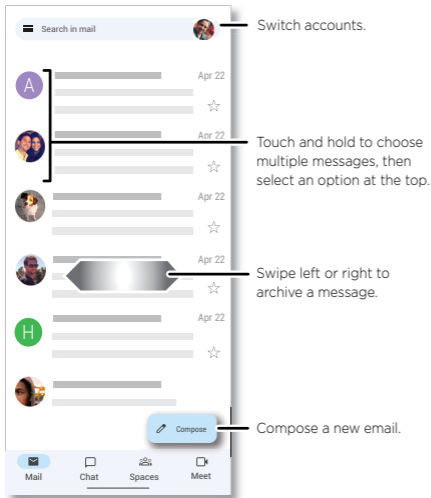 Search in mail
Switch accounts.
A
Apr 22
Apr 22
Touch and hold to choose
multiple messages, then
select an option at the top.
Apr 22
Apr 22
Swipe left or right to
archive a message.
H
Apr 22
Compose
Compose a new email.
Mail
Chat
Spaces
Meet